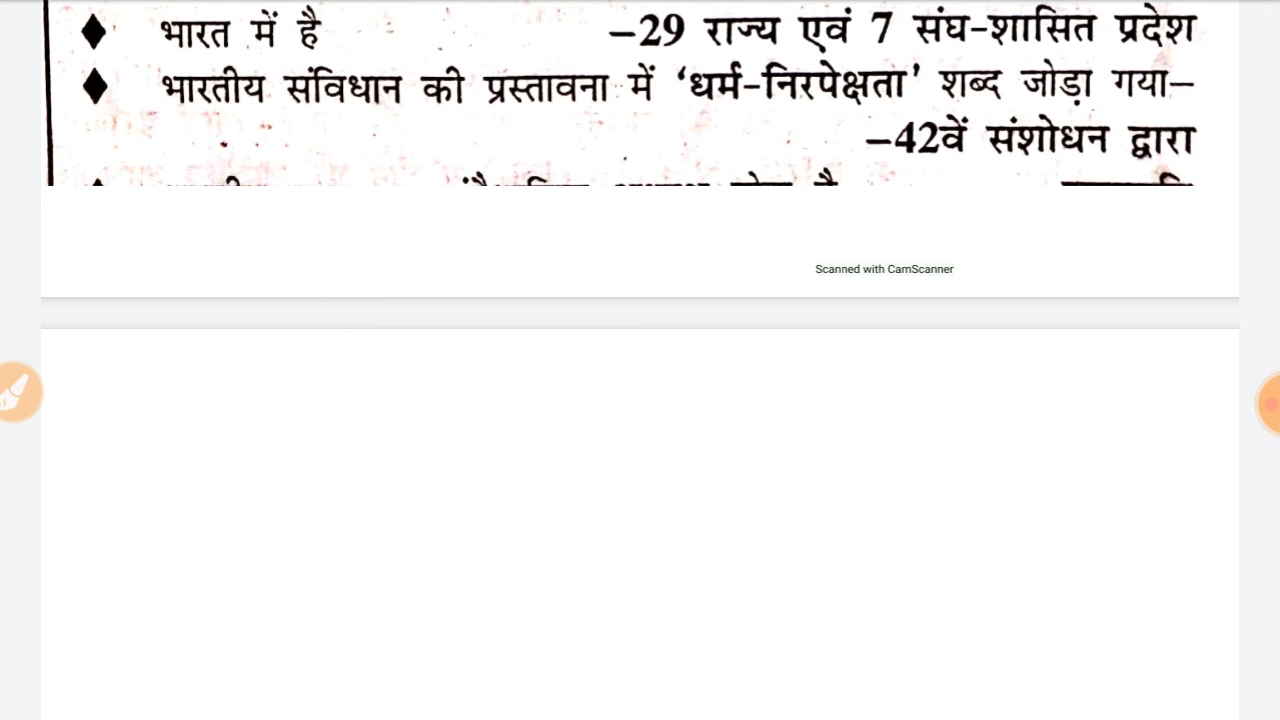 ♦ भारत में है –29 राज्य एवं 7 संघ-शासित प्रदेश
♦ भारतीय संविधान की प्रस्तावना में ‘धर्म-निरपेक्षता’ शब्द जोड़ा गया–
–42वें संशोधन द्वारा
Scanned with CamScanner